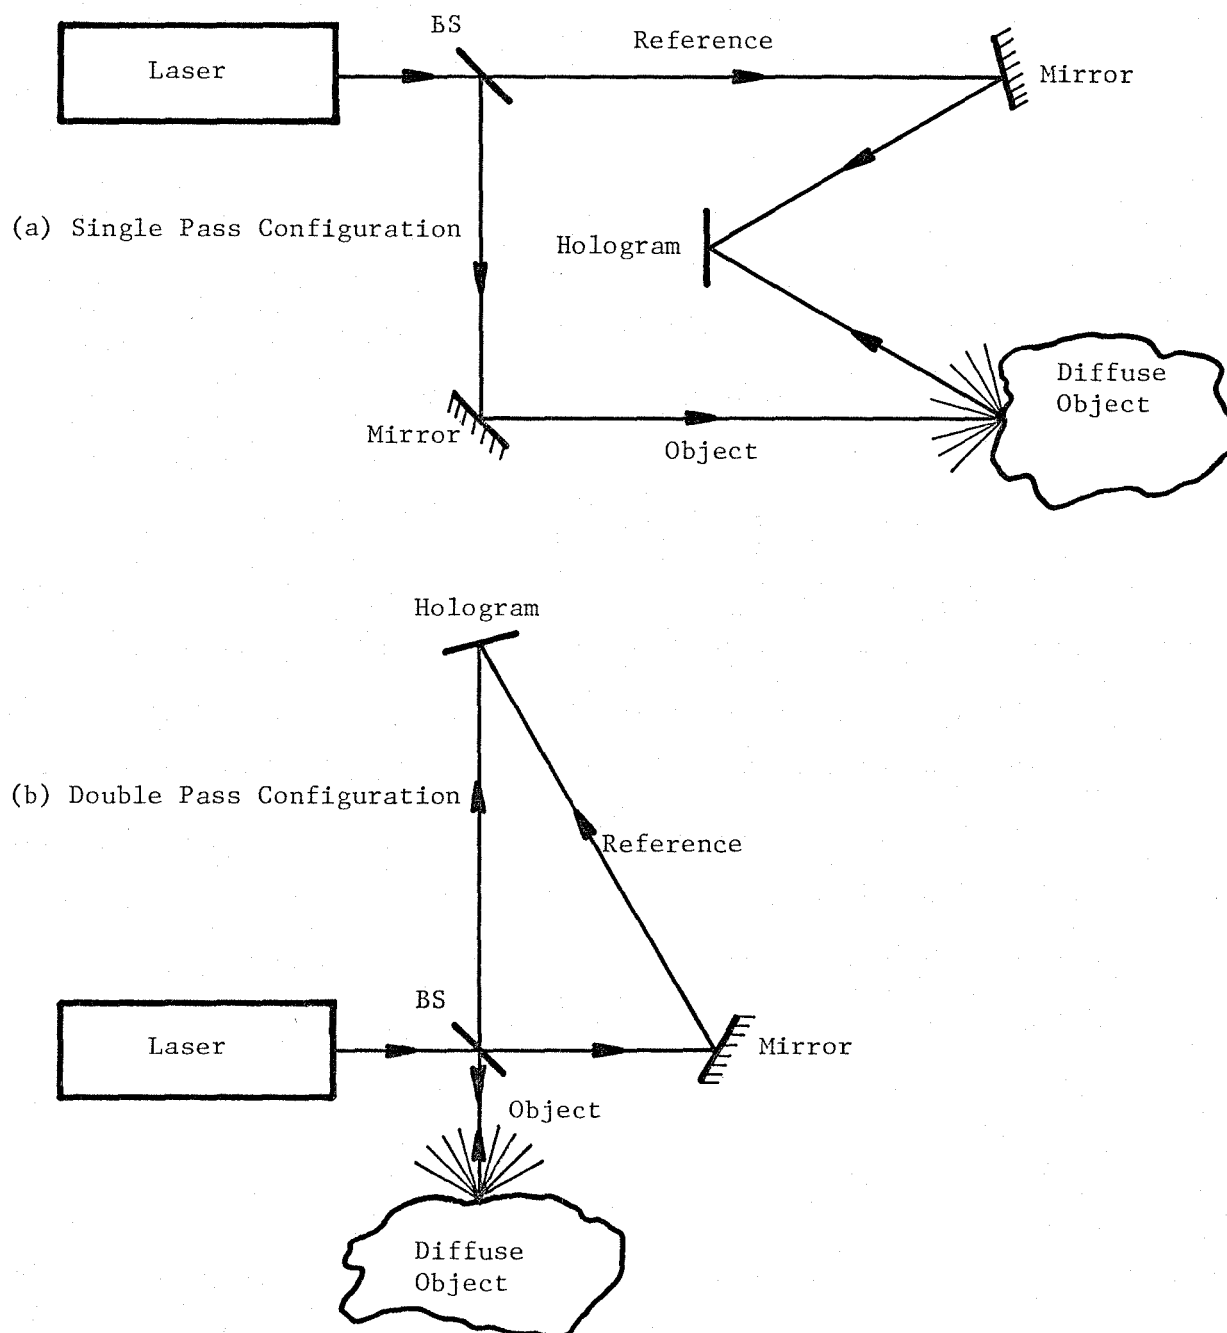 BS
Reference
Laser
Mirror
(a) Single Pass Configuration
Hologram
Diffuse
Object
Mirror
Object
Hologram
(b) Double Pass Configuration
Reference
BS
Laser
Mirror
Object
Diffuse
Object